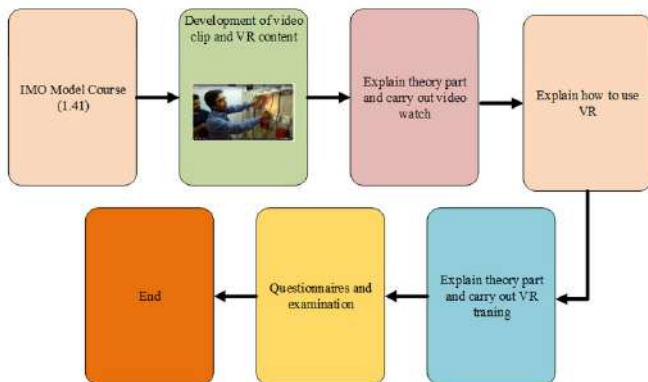 IMO Model Course
(1.41)
Development of video
clip and VR content
Explain theory part
and carry out video
watch
Explain how to use
VR
Explain theory part
and carry out VR
traning
Questionnaires and
examination
End